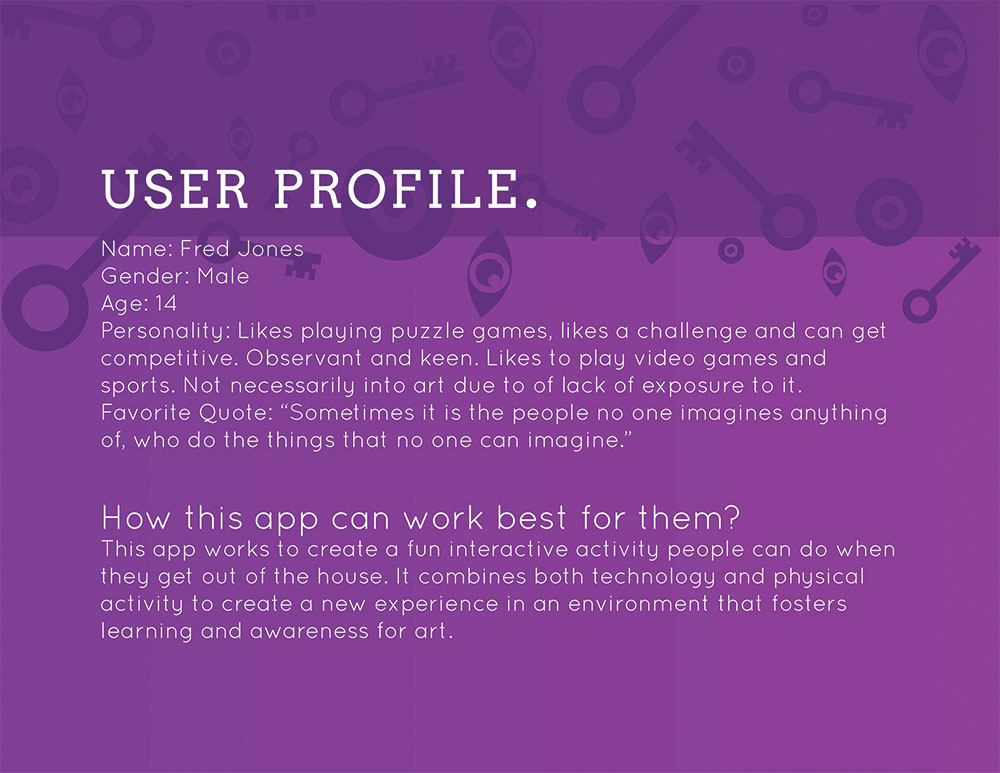 USER PROFILE.
Name: Fred Jones
Gender: Male
Age: 14
Personality: Likes playing puzzle games, likes a challenge and can get
competitive. Observant and keen. Likes to play video games and
sports. Not necessarily into art due to of lack of exposure to it.
Favorite Quote: “Sometimes it is the people no one imagines anything
of, who do the things that no one can imagine.”
How this app can work best for them?
This app works to create a fun interactive activity people can do when
they get out of the house. It combines both technology and physical
activity to create a new experience in an environment that fosters
learning and awareness for art.